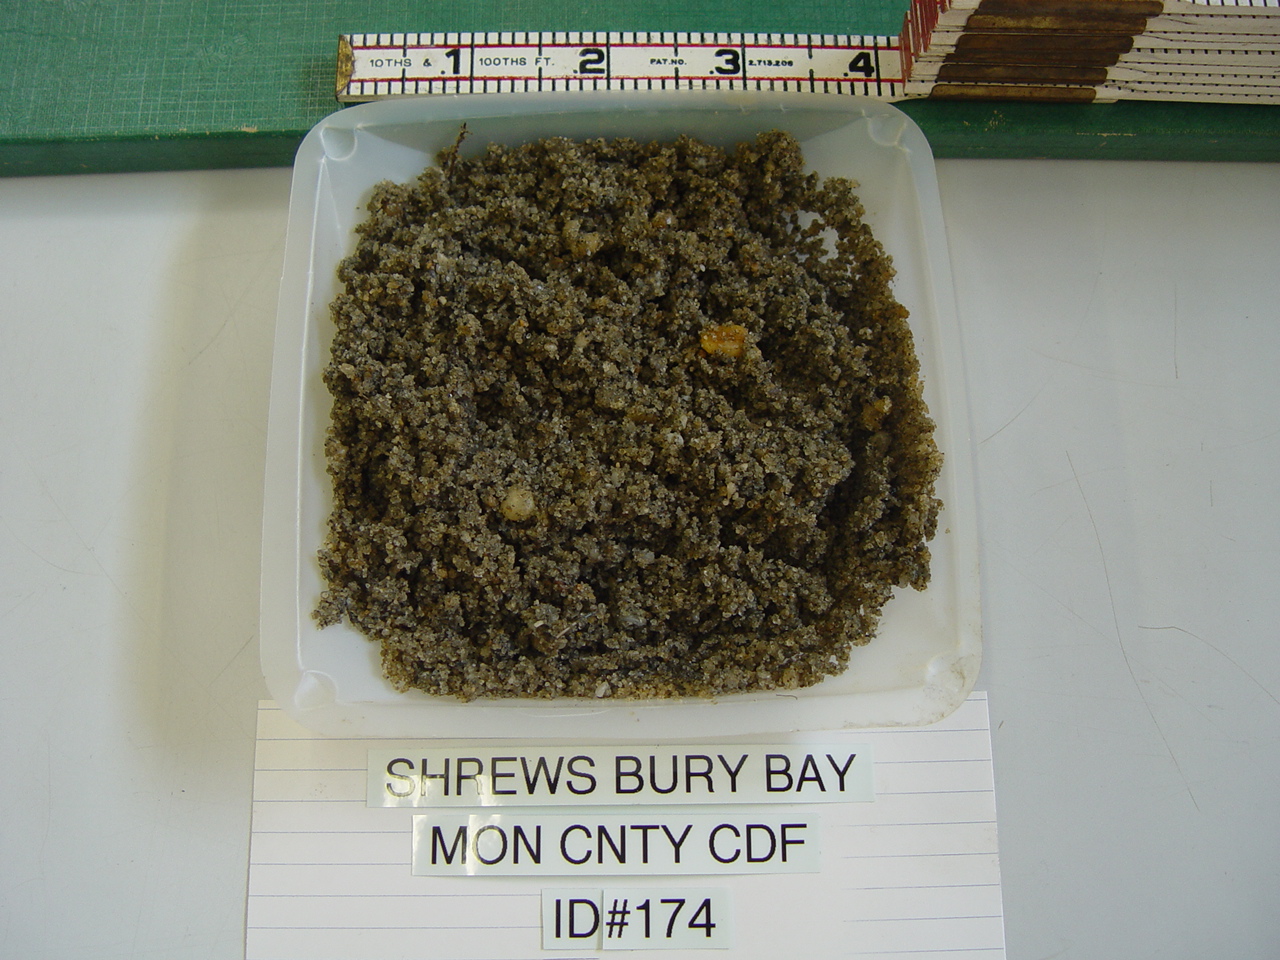 10THS & .1 100THS FT. .2 PAT.NO. .3 2,713,206 .4
SHREWS BURY BAY
MON CNTY CDF
ID#174